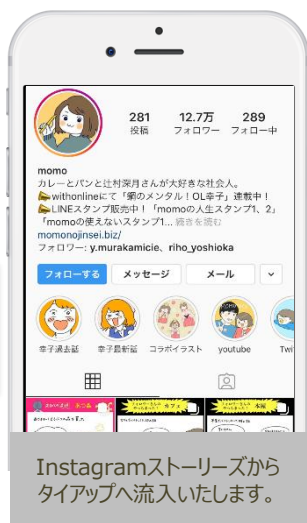 281
12.7万
289
投稿
フォロワー
フォロー中
momo
カレーとパンと辻村深月さんが大好きな社会人。
withonlineにて「鋼のメンタル！OL幸子」連載中！
LINEスタンプ販売中！「momoの人生スタンプ1、2」
「momoの使えないスタンプ1... 続きを読む
momonojinsei.biz/
フォロワー: y.murakamicie、riho_yoshioka
フォローする
メッセージ
メール
幸子過去話
幸子最新話
コラボイラスト
youtube
Twi
Instagramストーリーズから
タイアップへ流入いたします。